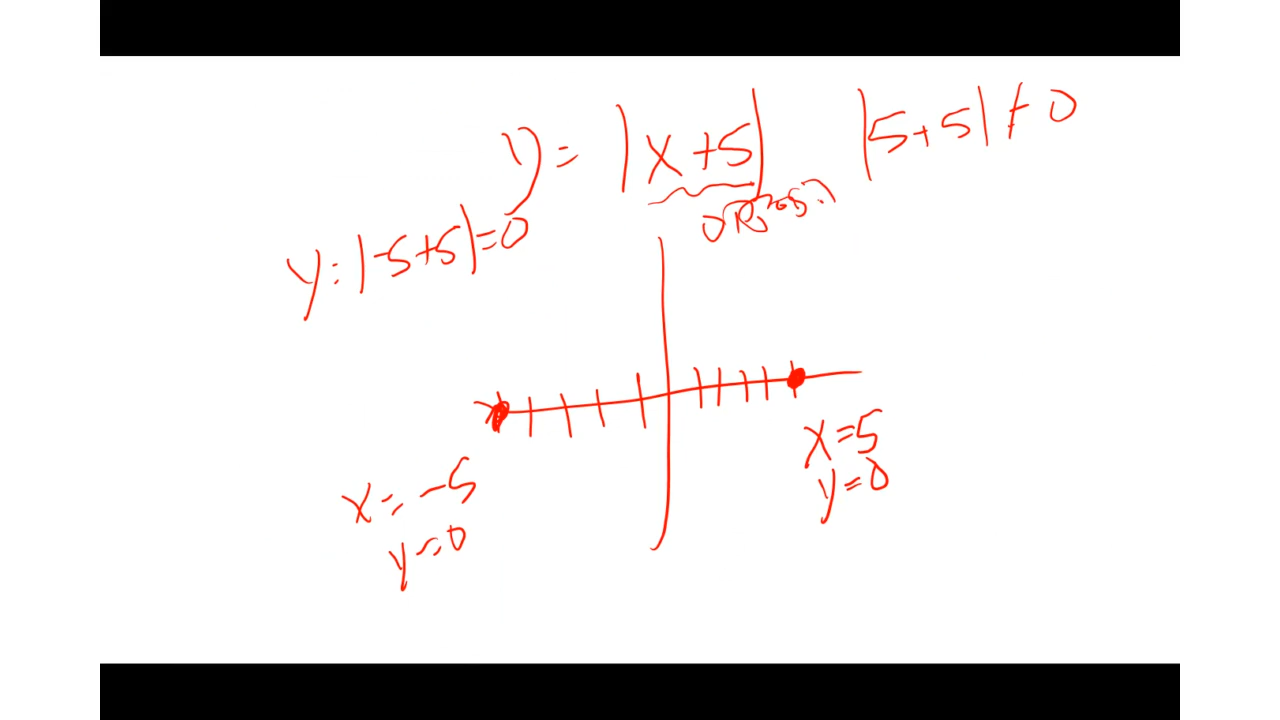 y = |x+5|
|5+5| ≠ 0
y = |-5+5| = 0
x = 5
y = 0
x = -5
y = 0